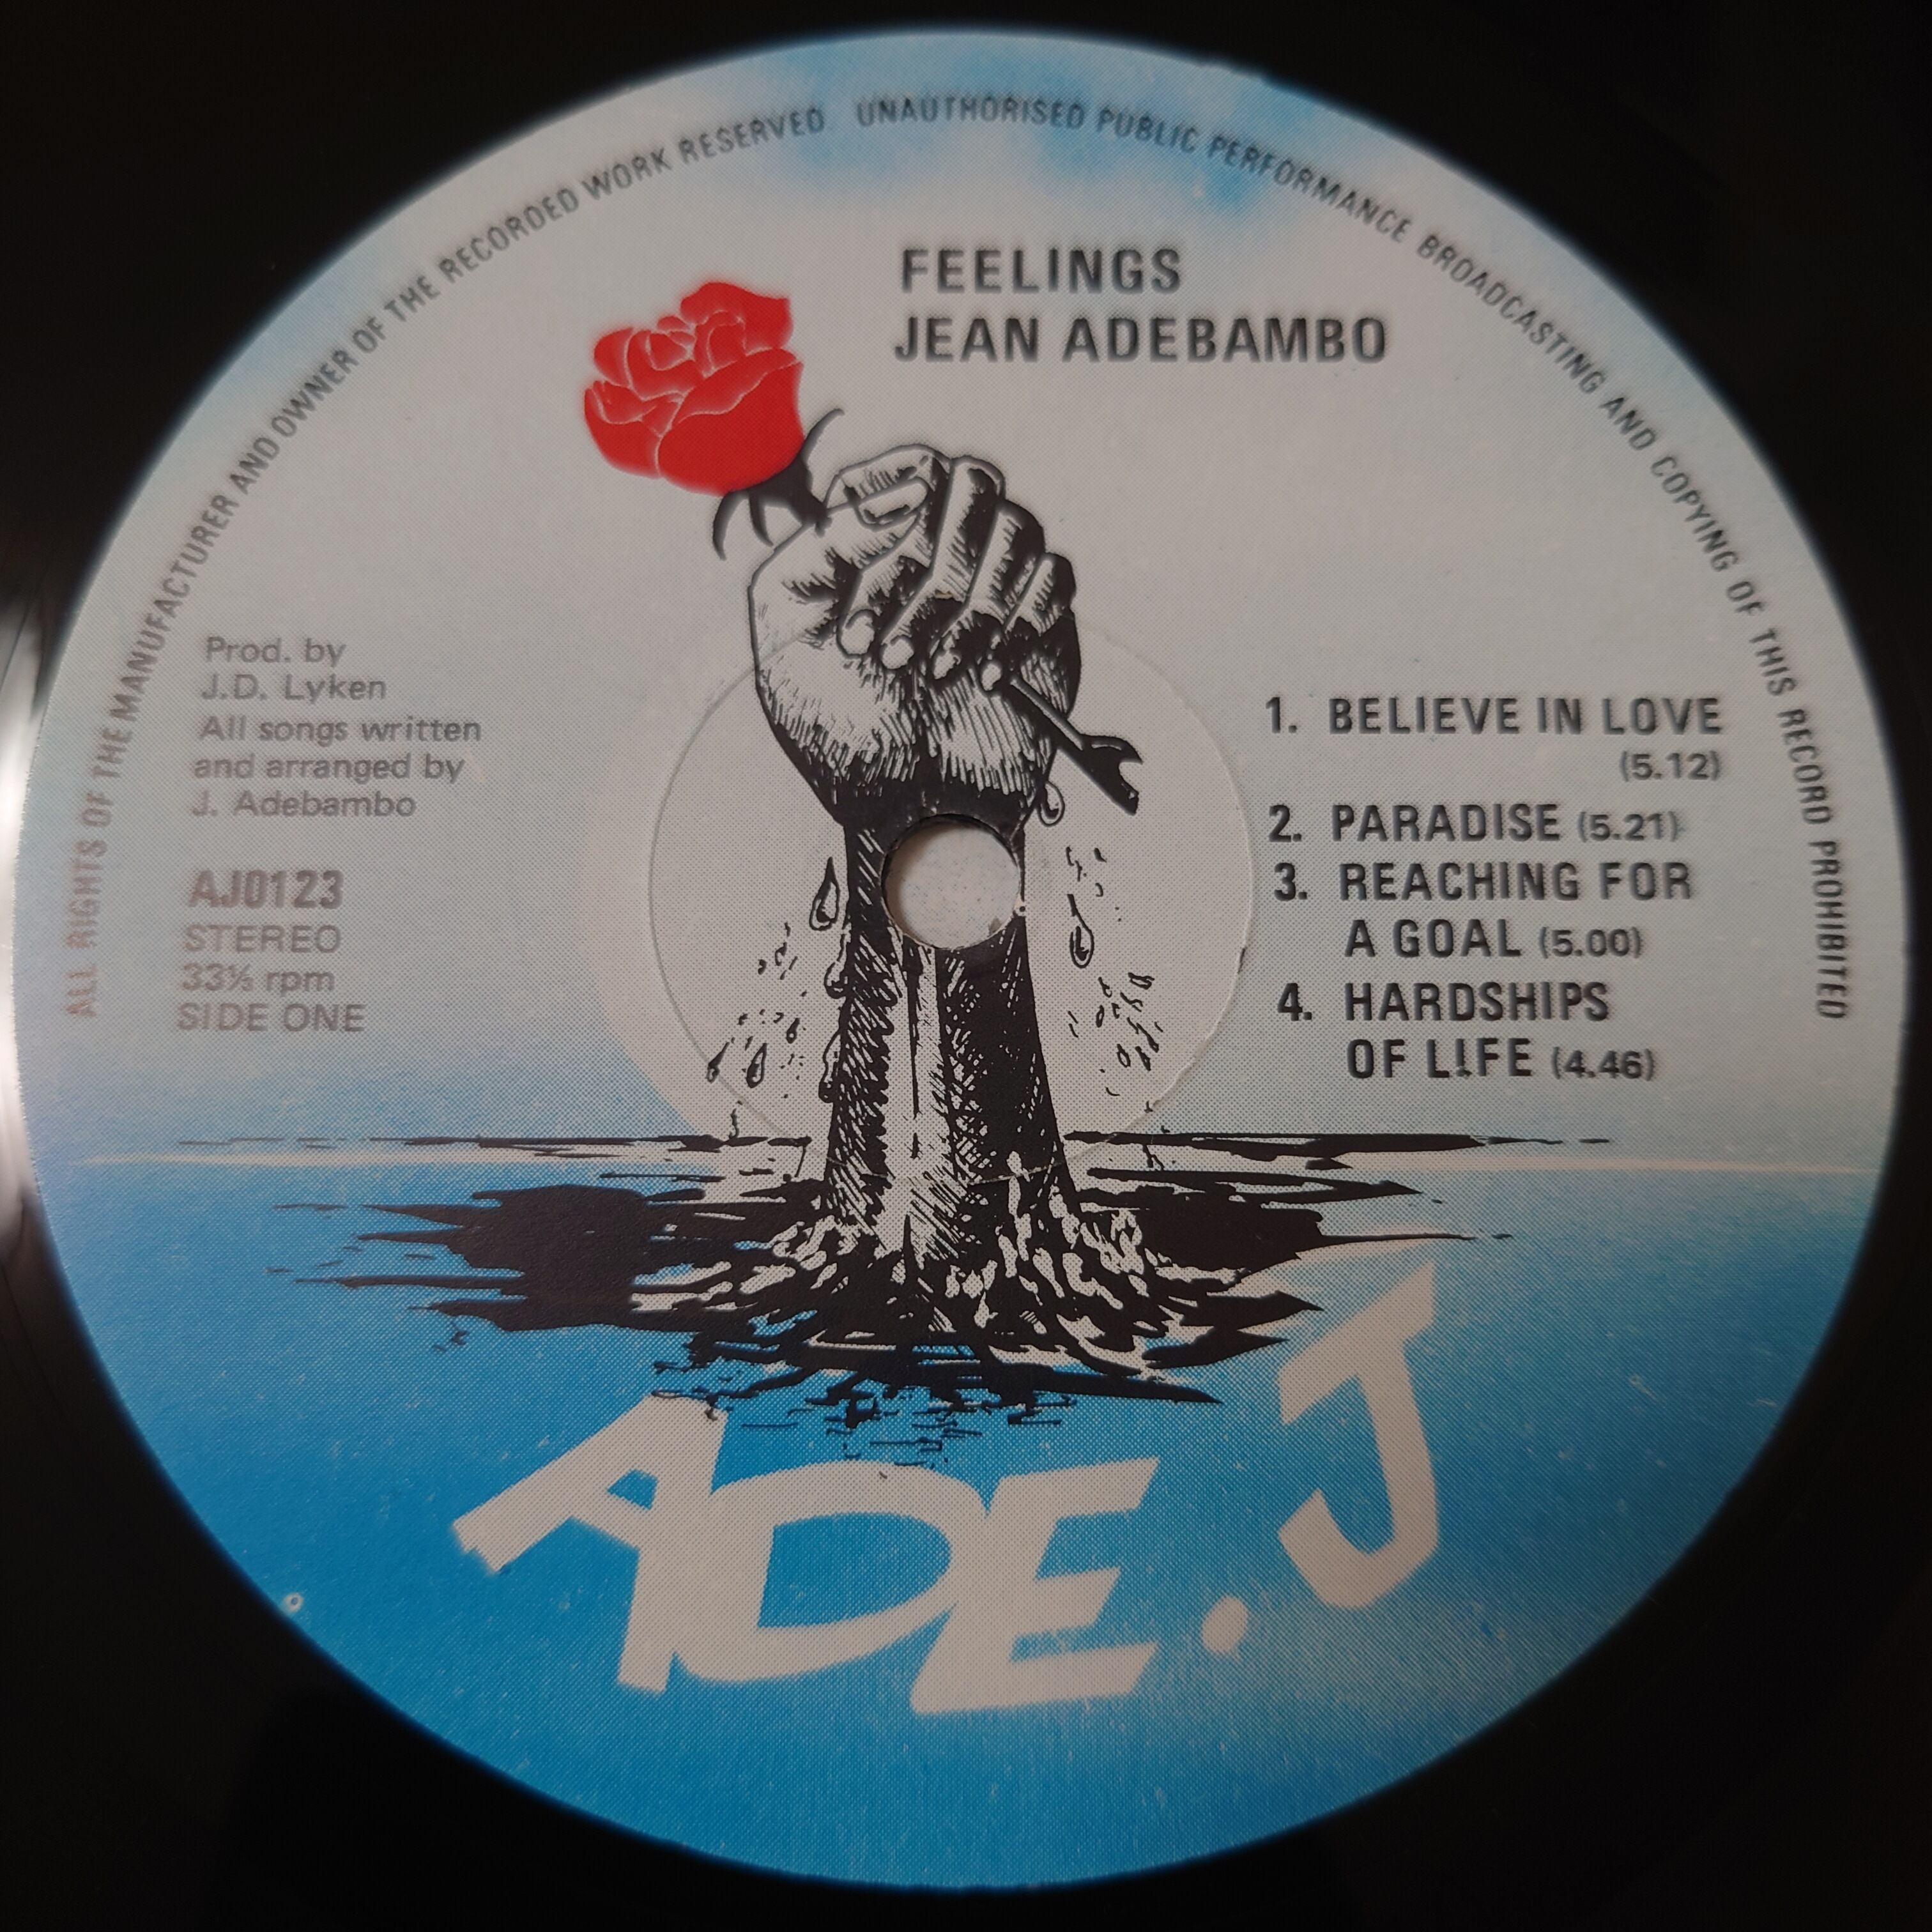 ALL RIGHTS OF THE MANUFACTURER AND OWNER OF THE RECORDED WORK RESERVED. UNAUTHORISED PUBLIC PERFORMANCE BROADCASTING AND COPYING OF THIS RECORD PROHIBITED
FEELINGS
JEAN ADEBAMBO
Prod. by
J.D. Lyken
All songs written
and arranged by
J. Adebambo
AJ0123
STEREO
33⅓ rpm
SIDE ONE
1. BELIEVE IN LOVE
(5.12)
2. PARADISE (5.21)
3. REACHING FOR
A GOAL (5.00)
4. HARDSHIPS
OF LIFE (4.46)
ADE.J